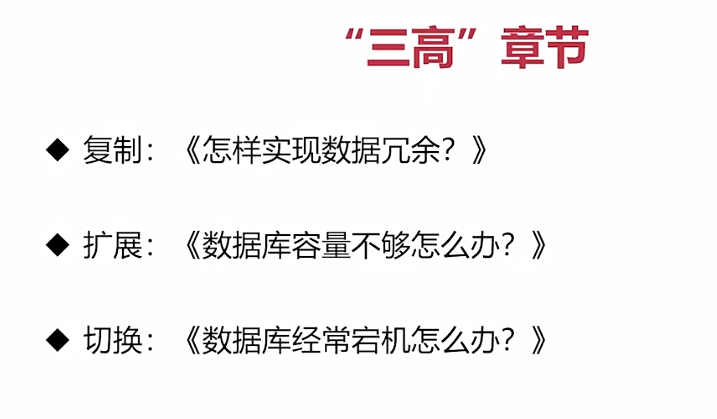 “三高”章节
◆ 复制：《怎样实现数据冗余？》
◆ 扩展：《数据库容量不够怎么办？》
◆ 切换：《数据库经常宕机怎么办？》